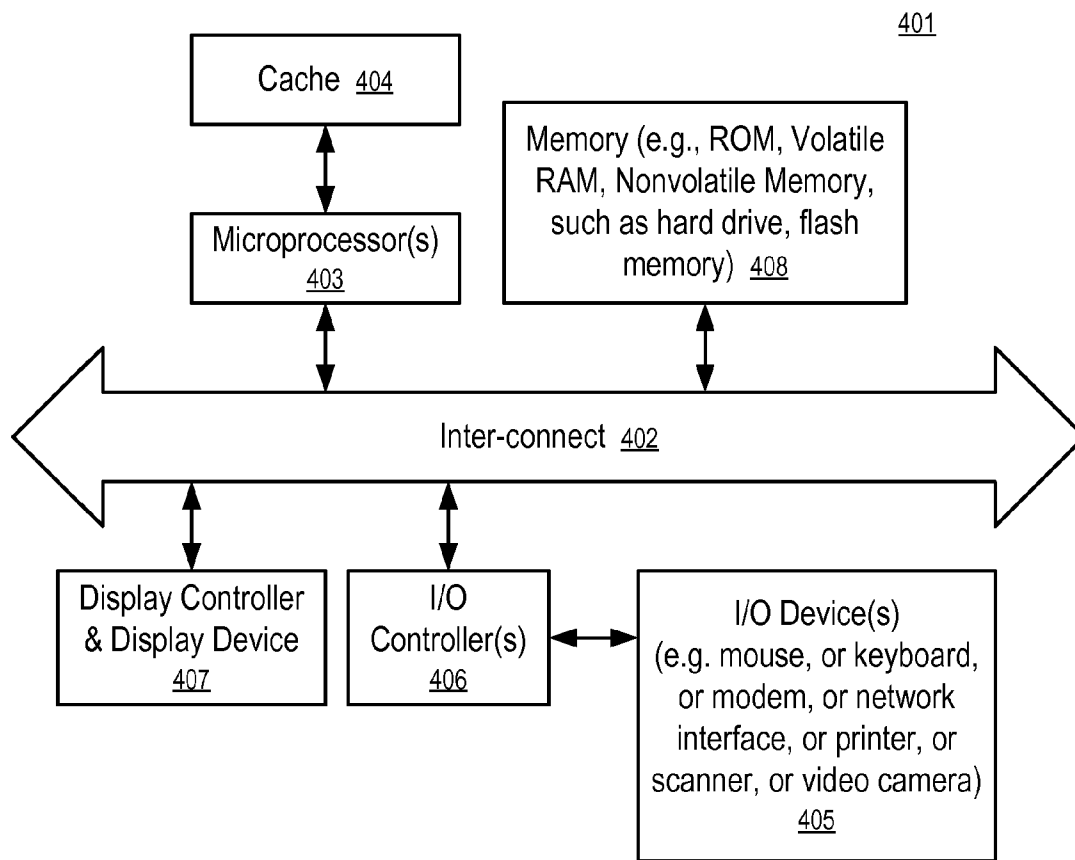 401
Cache 404
Memory (e.g., ROM, Volatile
RAM, Nonvolatile Memory,
such as hard drive, flash
memory) 408
Microprocessor(s)
403
Inter-connect 402
Display Controller
& Display Device
407
I/O
Controller(s)
406
I/O Device(s)
(e.g. mouse, or keyboard,
or modem, or network
interface, or printer, or
scanner, or video camera)
405